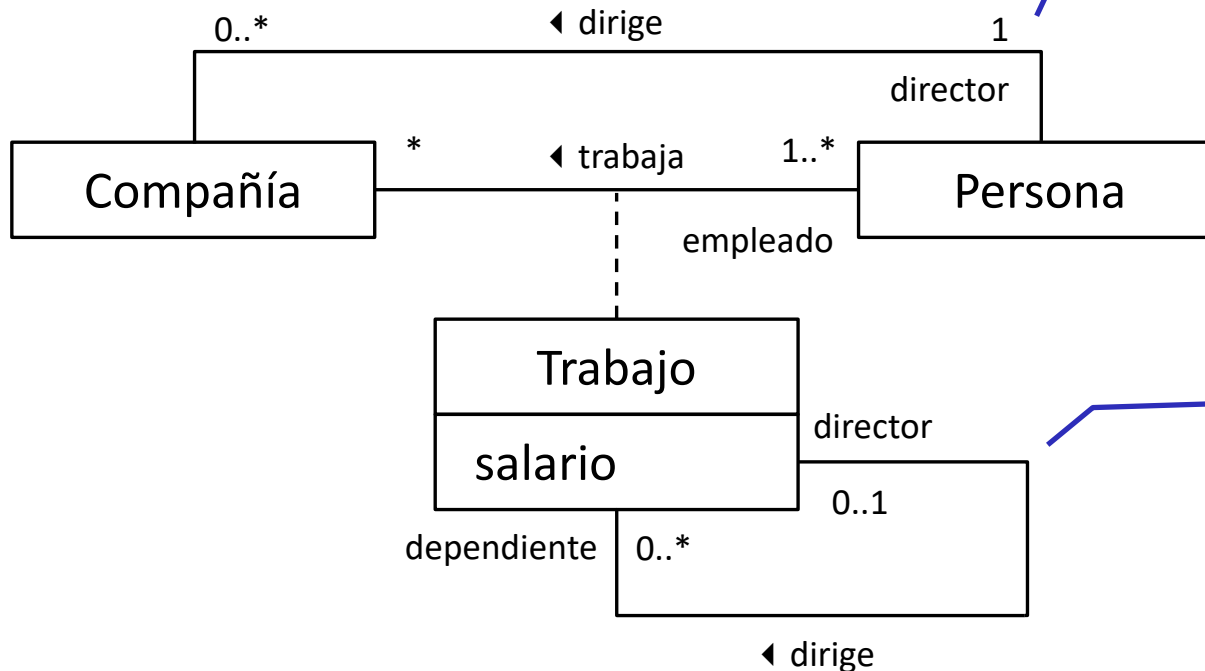 0..*
◄ dirige
1
director
*
◄ trabaja
1..*
Compañía
Persona
empleado
Trabajo
director
salario
0..1
dependiente
0..*
◄ dirige